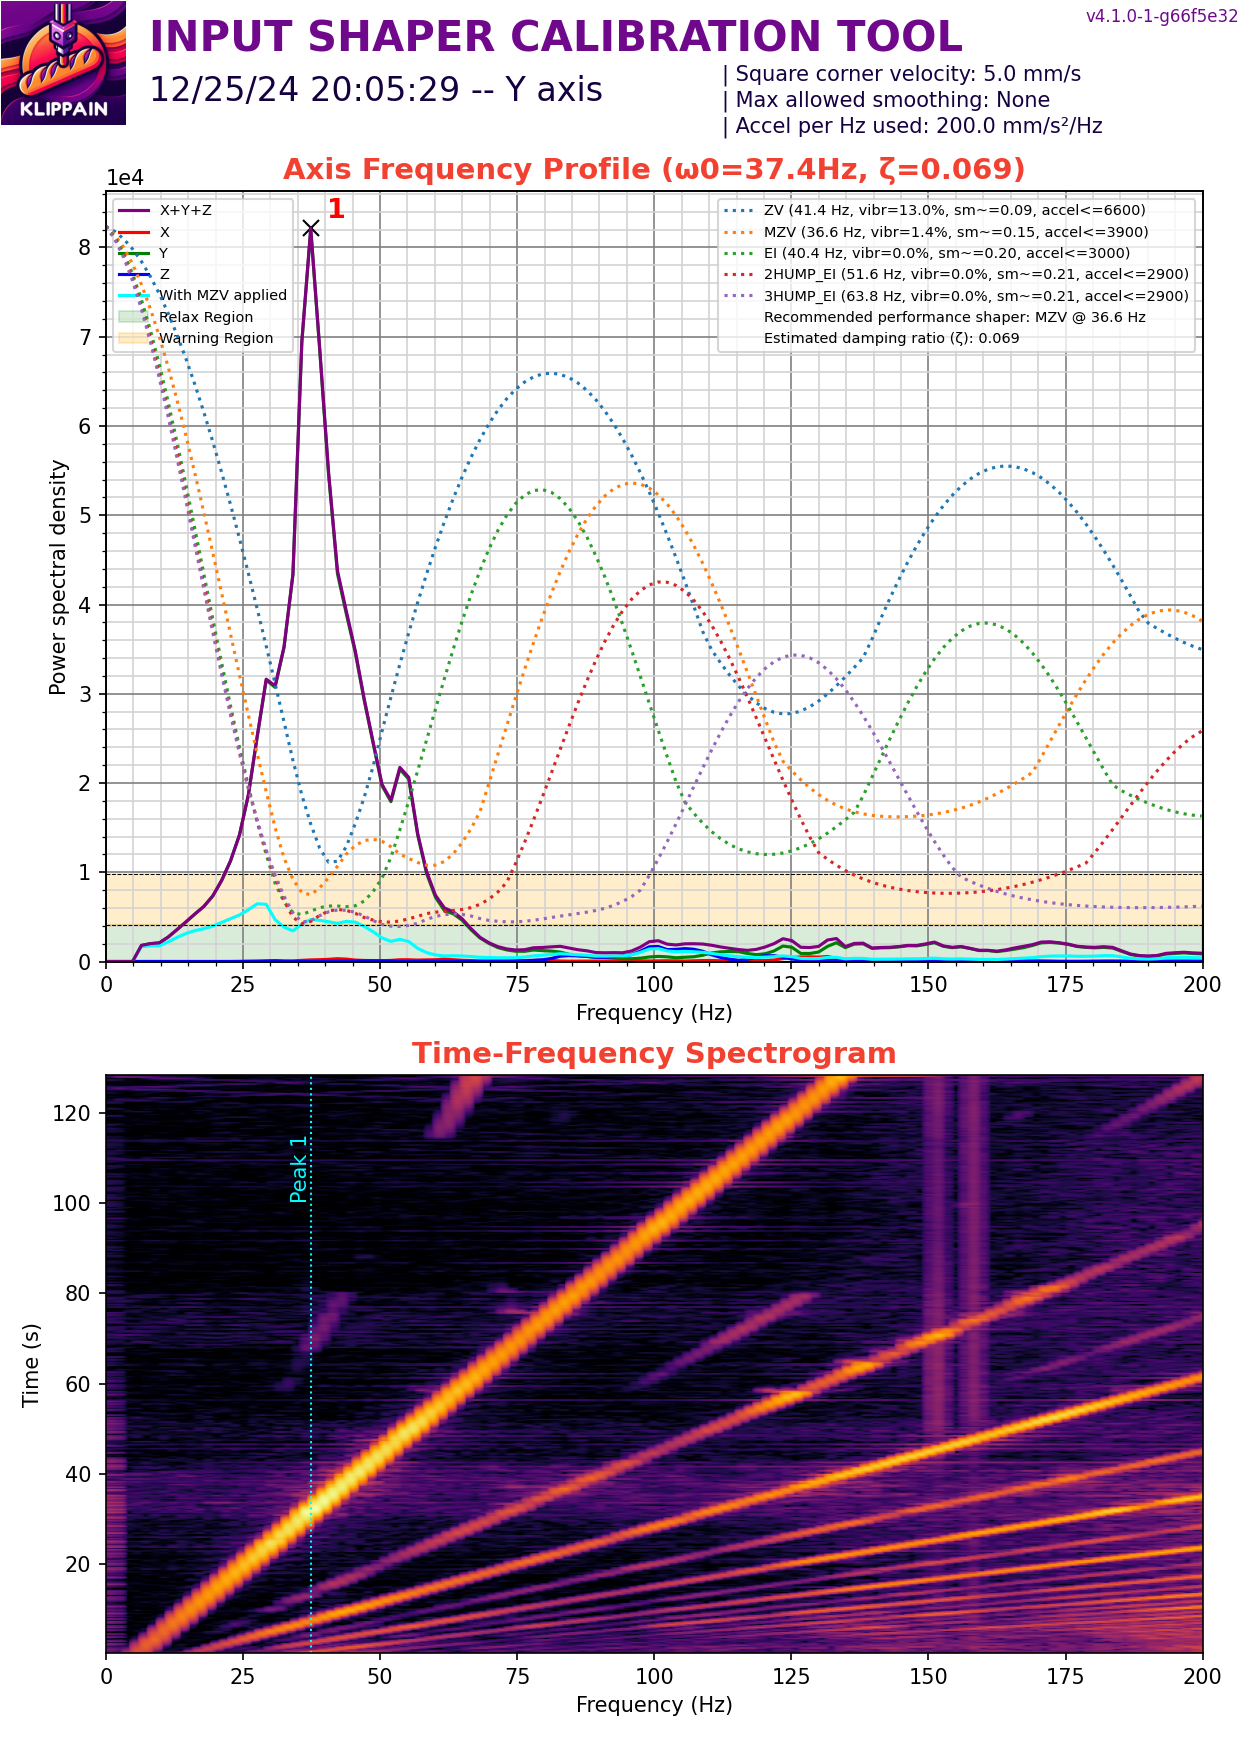 v4.1.0-1-g66f5e32
INPUT SHAPER CALIBRATION TOOL
12/25/24 20:05:29 -- Y axis
| Square corner velocity: 5.0 mm/s
| Max allowed smoothing: None
| Accel per Hz used: 200.0 mm/s²/Hz
KLIPPAIN
Axis Frequency Profile (ω0=37.4Hz, ζ=0.069)
1e4
1
X+Y+Z
X
Y
Z
With MZV applied
Relax Region
Warning Region
ZV (41.4 Hz, vibr=13.0%, sm~=0.09, accel<=6600)
MZV (36.6 Hz, vibr=1.4%, sm~=0.15, accel<=3900)
EI (40.4 Hz, vibr=0.0%, sm~=0.20, accel<=3000)
2HUMP_EI (51.6 Hz, vibr=0.0%, sm~=0.21, accel<=2900)
3HUMP_EI (63.8 Hz, vibr=0.0%, sm~=0.21, accel<=2900)
Recommended performance shaper: MZV @ 36.6 Hz
Estimated damping ratio (ζ): 0.069
Power spectral density
8
7
6
5
4
3
2
1
0
0 25 50 75 100 125 150 175 200
Frequency (Hz)
Time-Frequency Spectrogram
Peak 1
Time (s)
120
100
80
60
40
20
0 25 50 75 100 125 150 175 200
Frequency (Hz)